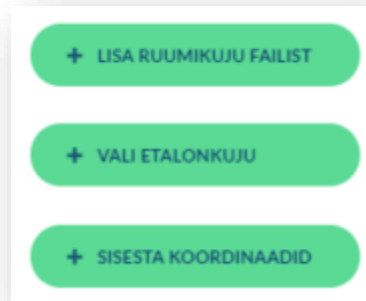 + LISA RUUMIKUJU FAILIST
+ VALI ETALONKUJU
+ SISESTA KOORDINAADID